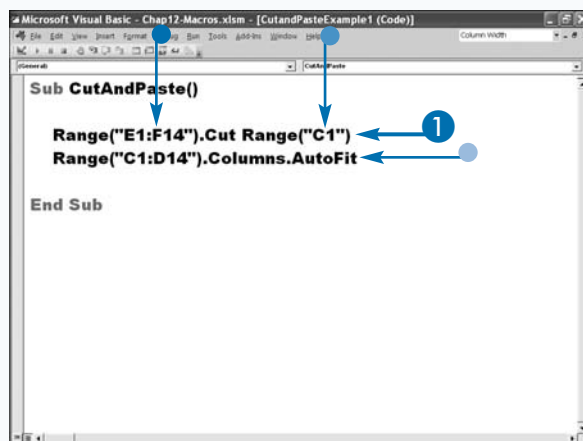 Microsoft Visual Basic - Chap12-Macros.xlsm - [CutandPasteExample1 (Code)]
File Edit View Insert Format Run Tools Add-Ins Window Help Column Width
(General) CutAndPaste
Sub CutAndPaste()
Range("E1:F14").Cut Range("C1")
1
Range("C1:D14").Columns.AutoFit
End Sub